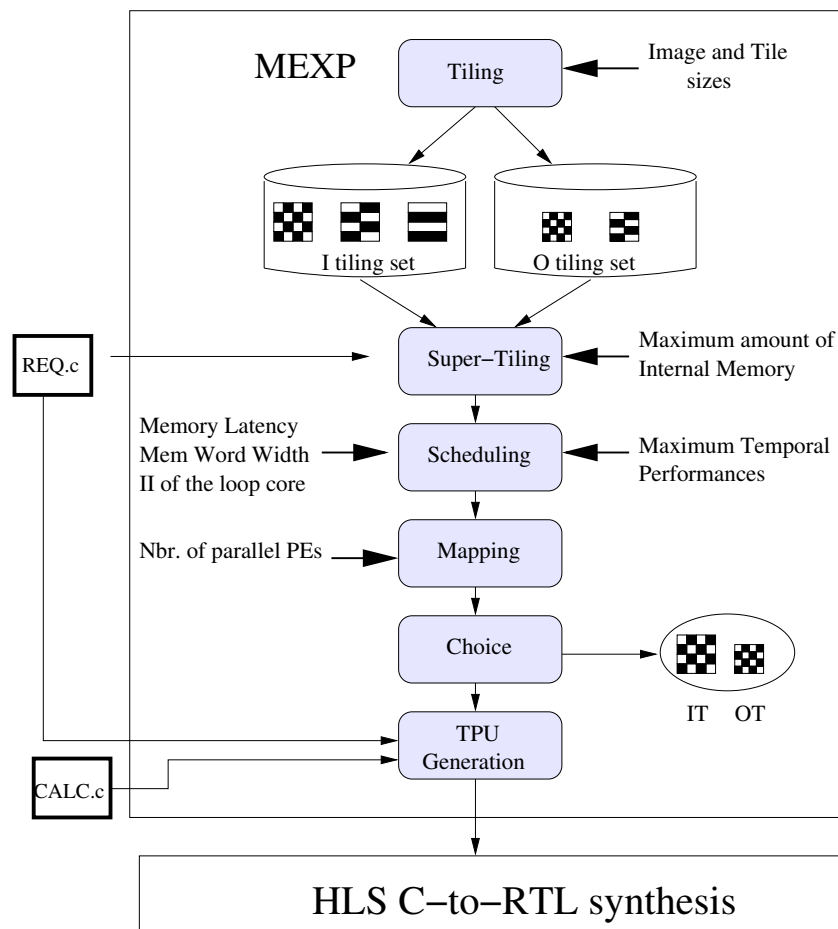 MEXP
Tiling
Image and Tile
sizes
I tiling set
O tiling set
REQ.c
Super−Tiling
Maximum amount of
Internal Memory
Memory Latency
Mem Word Width
II of the loop core
Scheduling
Maximum Temporal
Performances
Nbr. of parallel PEs
Mapping
Choice
IT
OT
TPU
Generation
CALC.c
HLS C−to−RTL synthesis